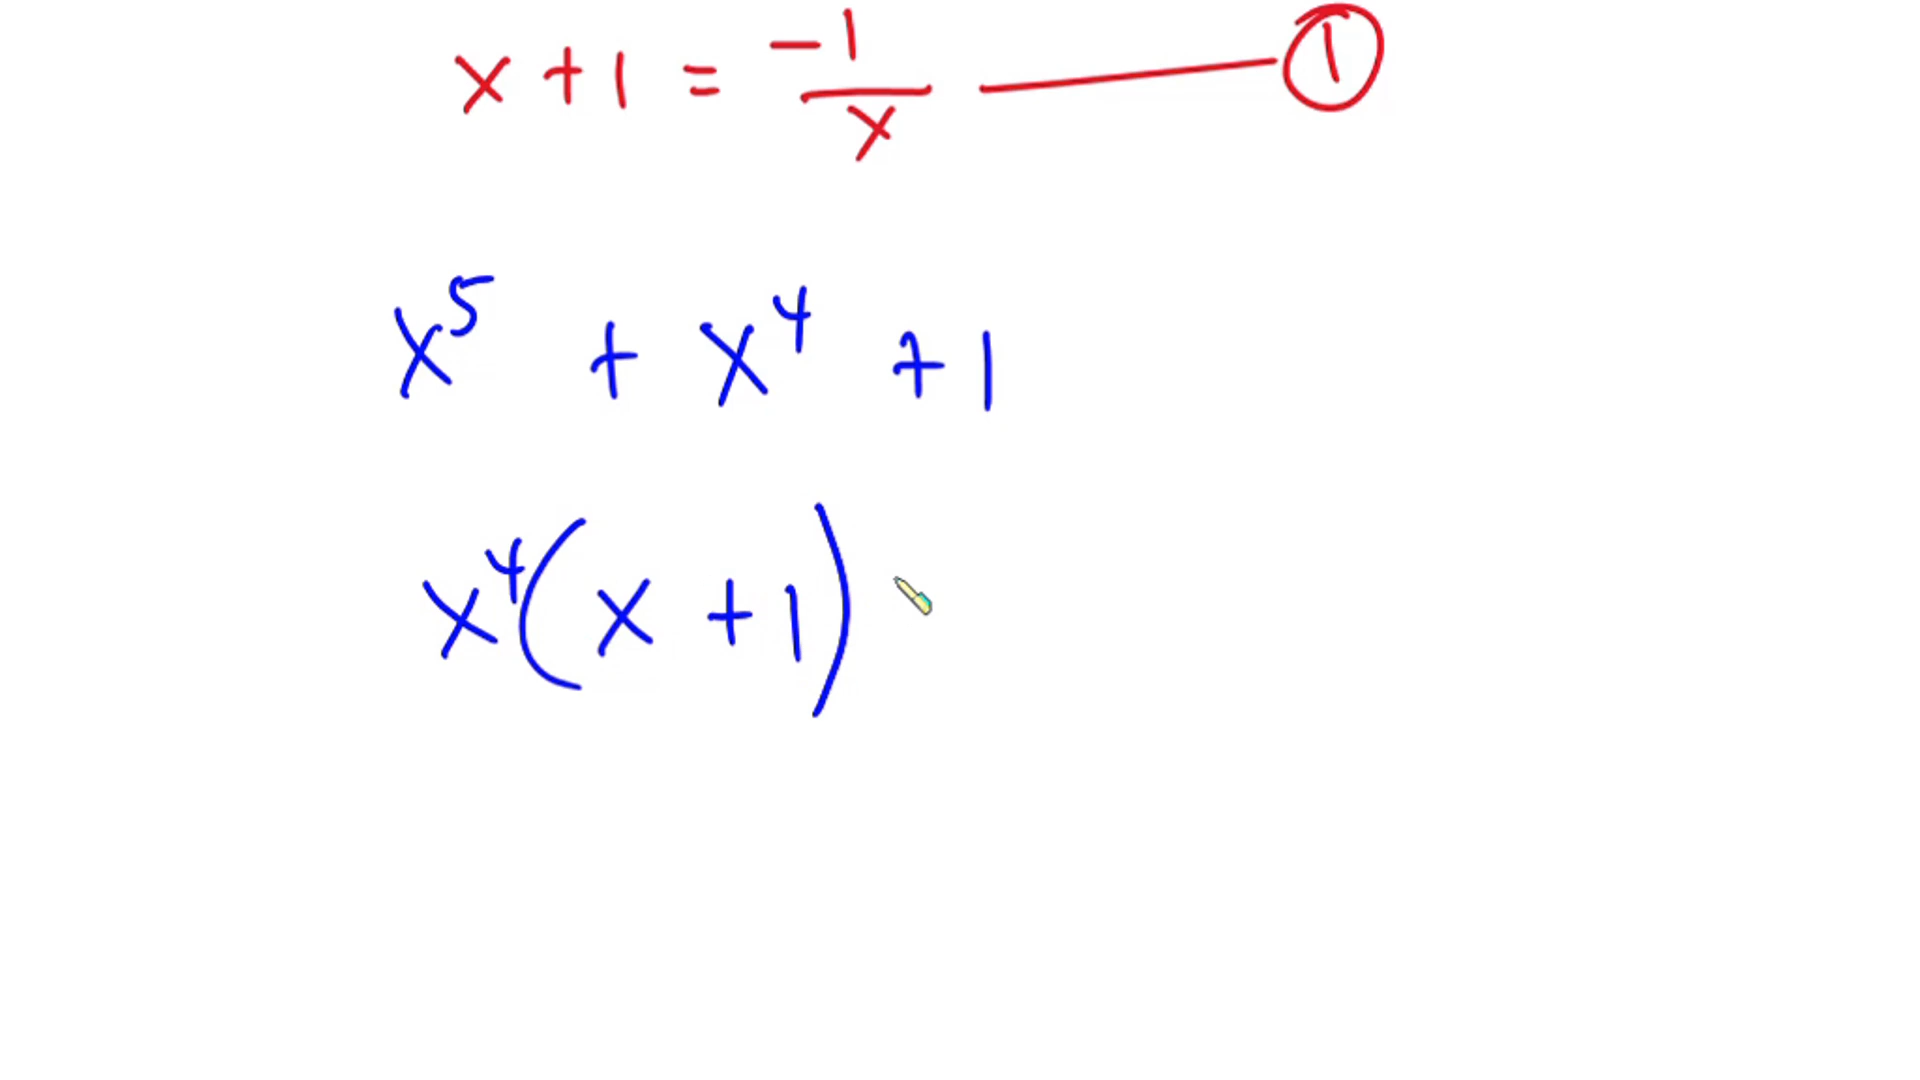 x + 1 = -1/x —— ①
x⁵ + x⁴ + 1
x⁴(x + 1)